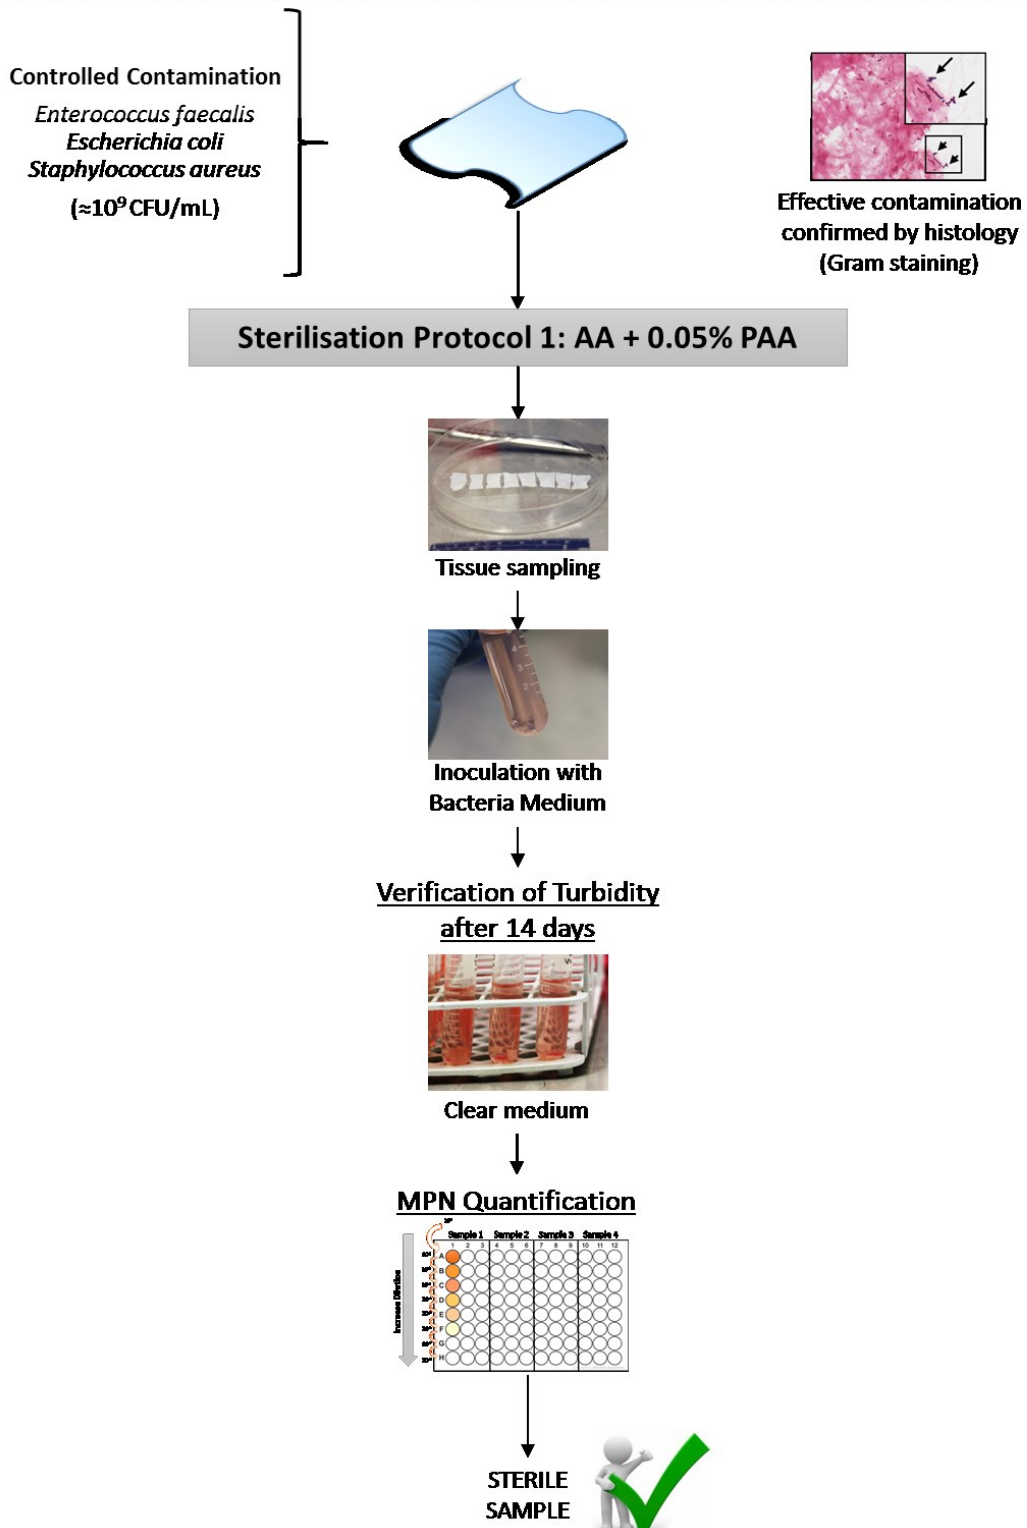 Controlled Contamination
Enterococcus faecalis
Escherichia coli
Staphylococcus aureus
(≈10⁹ CFU/mL)
Effective contamination
confirmed by histology
(Gram staining)
Sterilisation Protocol 1: AA + 0.05% PAA
Tissue sampling
4
3
2
Inoculation with
Bacteria Medium
Verification of Turbidity
after 14 days
Clear medium
MPN Quantification
Sample 1 Sample 2 Sample 3 Sample 4
1 2 3 4 5 6 7 8 9 10 11 12
Increase Dilution
A
B
C
D
E
F
G
H
STERILE
SAMPLE